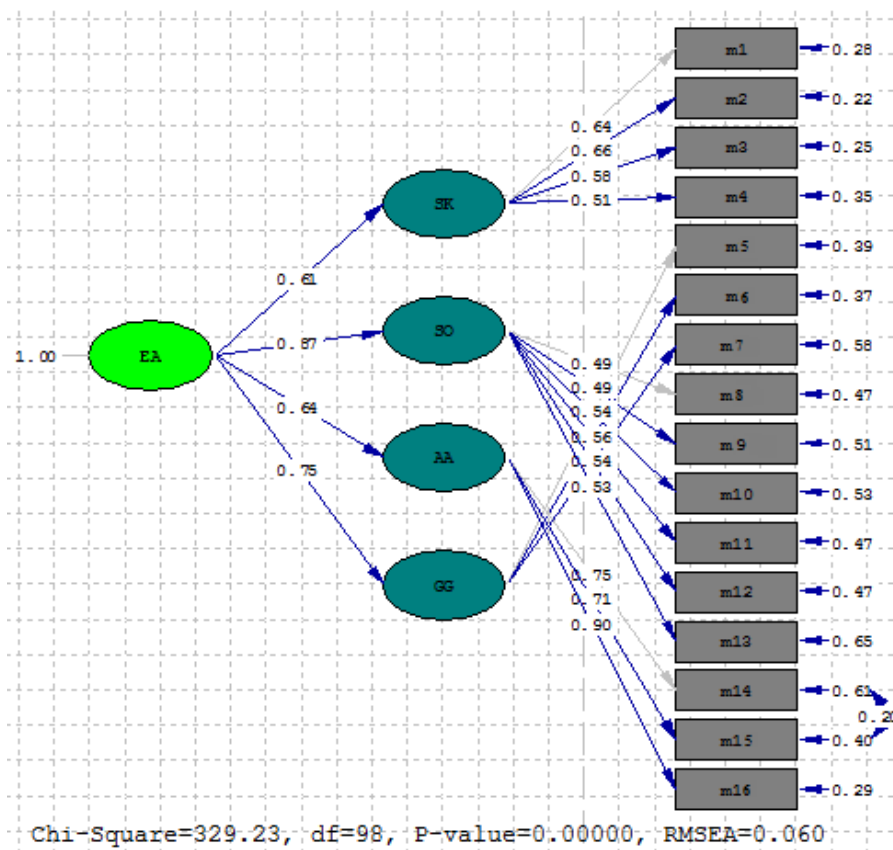 m1 0.28
m2 0.22
0.64
m3 0.25
0.66
0.58
SK 0.51 m4 0.35
m5 0.39
0.61
m6 0.37
SO
0.87 m7 0.58
1.00 EA
0.49
0.49 m8 0.47
0.64 0.54
0.56 m9 0.51
AA 0.54
0.75 0.53 m10 0.53
m11 0.47
GG 0.75
0.71 m12 0.47
0.90
m13 0.65
m14 0.61
m15 0.40
m16 0.29
Chi-Square=329.23, df=98, P-value=0.00000, RMSEA=0.060